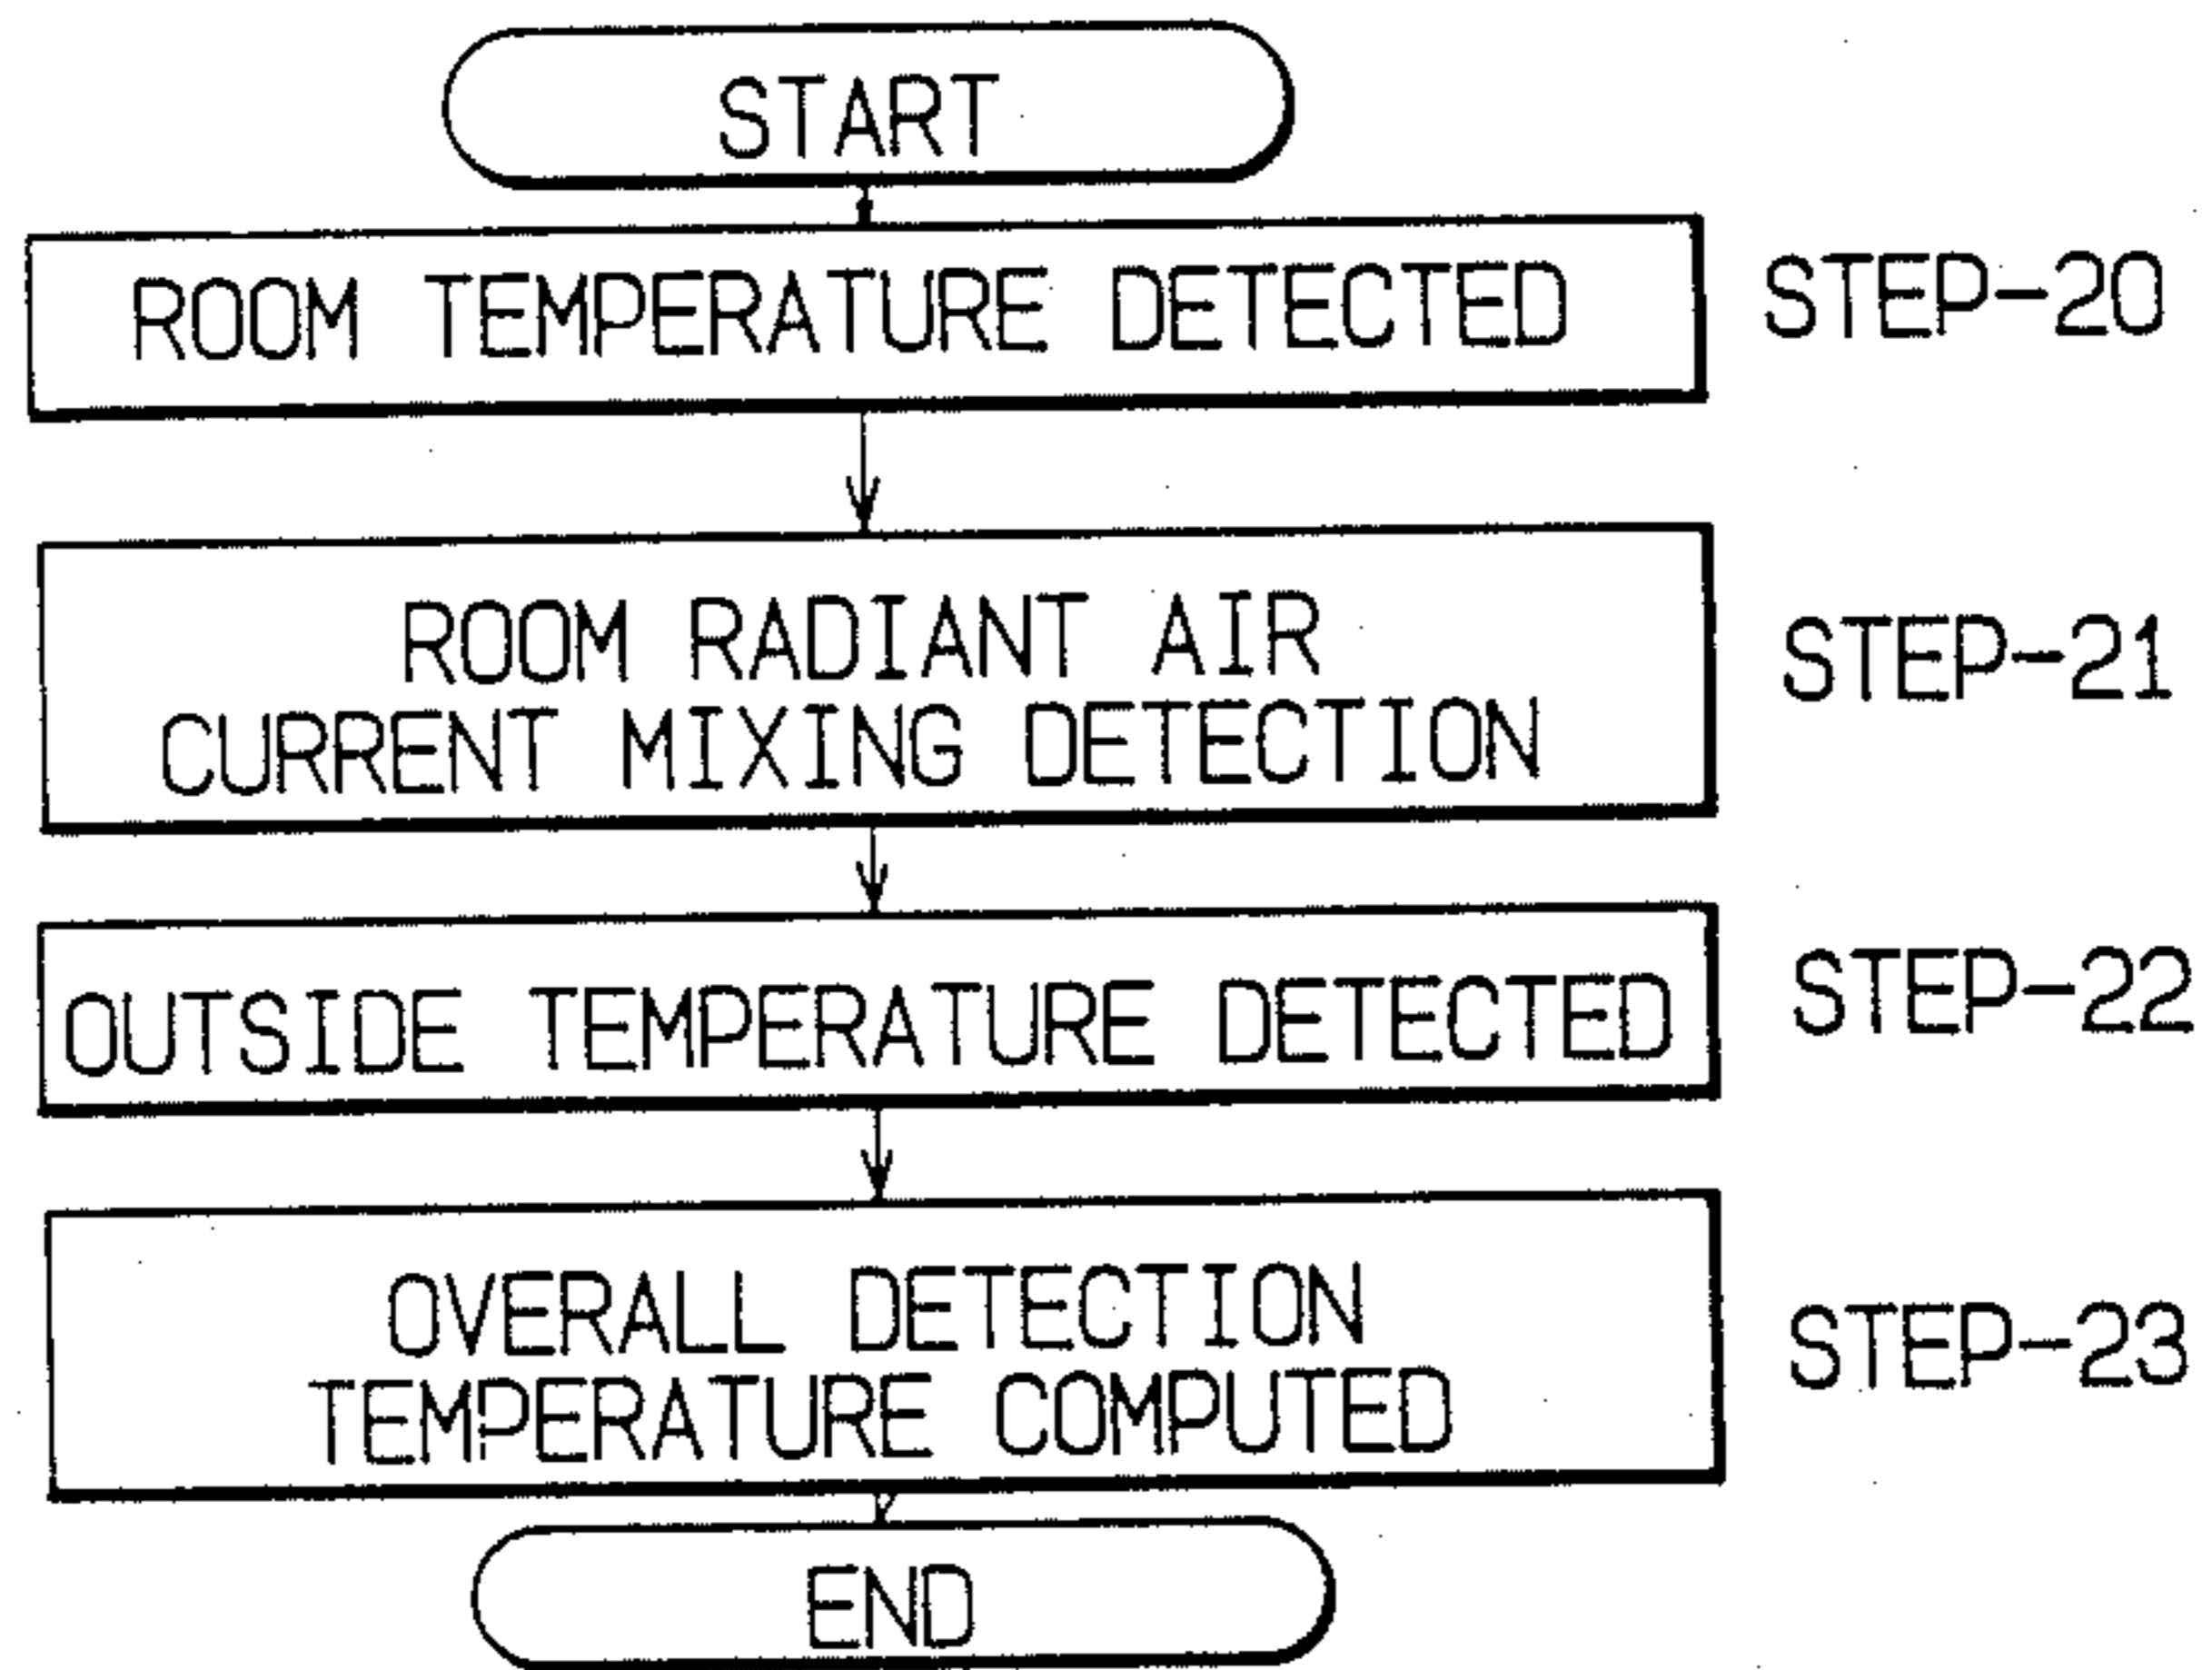 START
ROOM TEMPERATURE DETECTED
STEP-20
ROOM RADIANT AIR
CURRENT MIXING DETECTION
STEP-21
OUTSIDE TEMPERATURE DETECTED
STEP-22
OVERALL DETECTION
TEMPERATURE COMPUTED
STEP-23
END